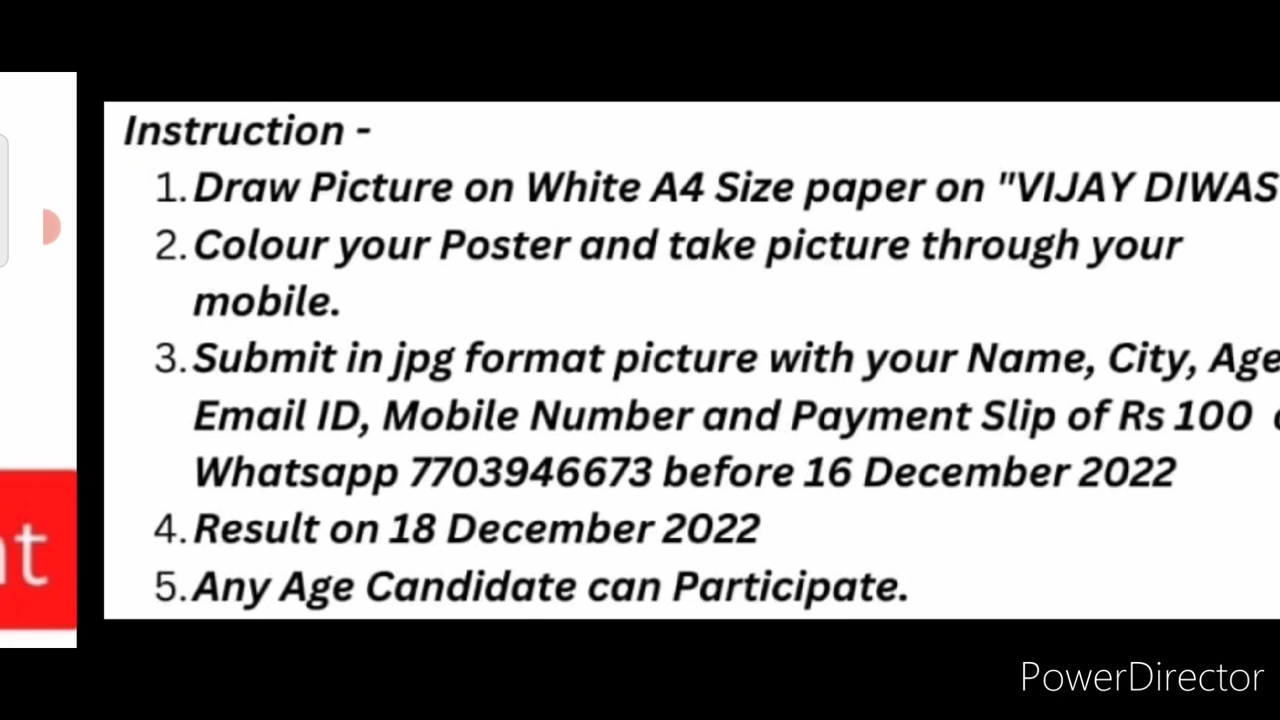 Instruction -
1. Draw Picture on White A4 Size paper on "VIJAY DIWAS
2. Colour your Poster and take picture through your
mobile.
3. Submit in jpg format picture with your Name, City, Age
Email ID, Mobile Number and Payment Slip of Rs 100
Whatsapp 7703946673 before 16 December 2022
4. Result on 18 December 2022
5. Any Age Candidate can Participate.
PowerDirector